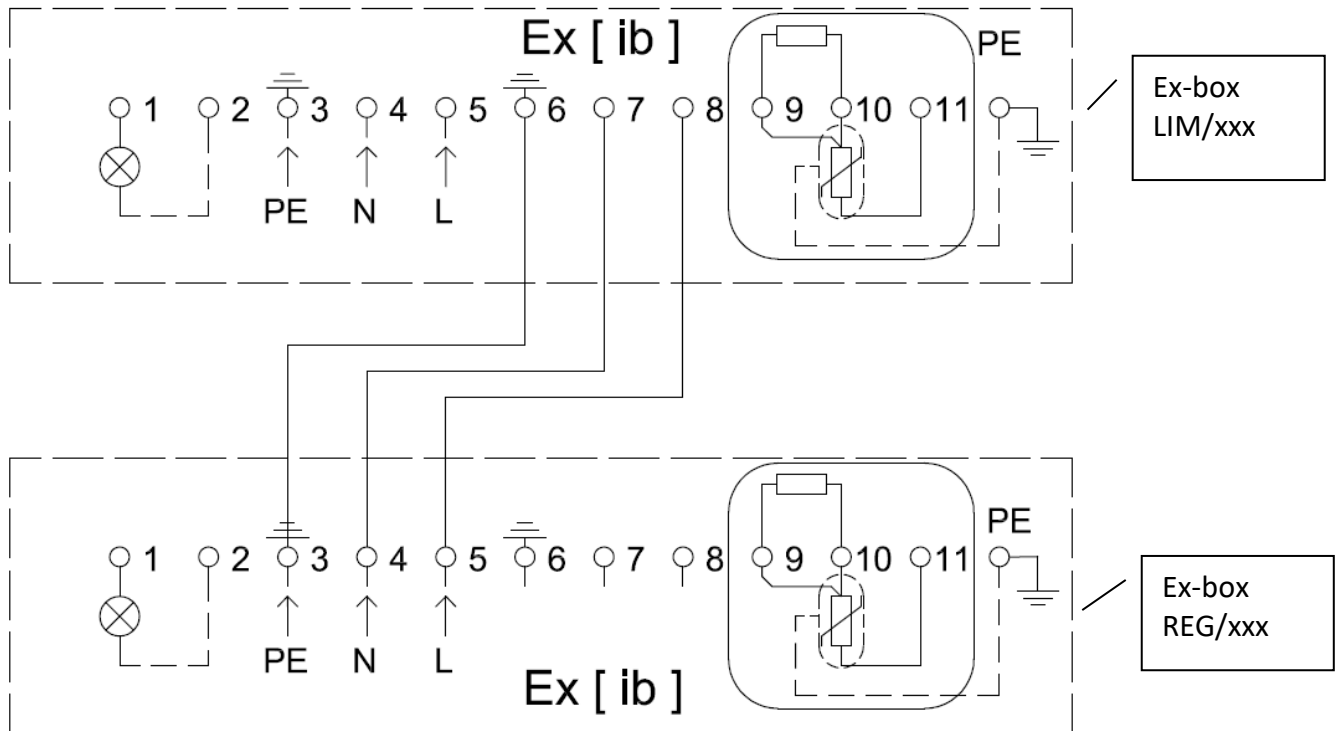 Ex [ ib ]
PE
1 2 3 4 5 6 7 8 9 10 11
PE N L
Ex-box
LIM/xxx
PE
1 2 3 4 5 6 7 8 9 10 11
PE N L
Ex [ ib ]
Ex-box
REG/xxx